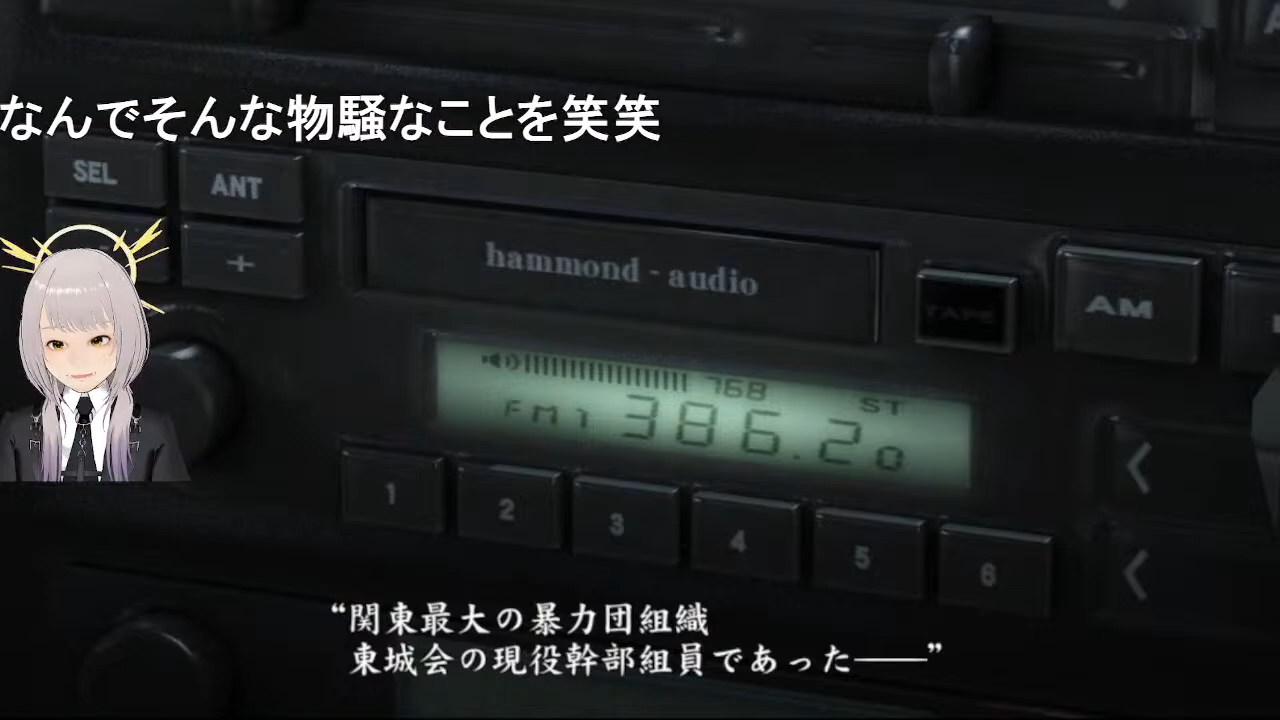 なんでそんな物騒なことを笑笑
SEL
ANT
+
hammond - audio
TAPE
AM
768
ST
FM1 386.20
1
2
3
4
5
6
“関東最大の暴力団組織
東城会の現役幹部組員であった――”